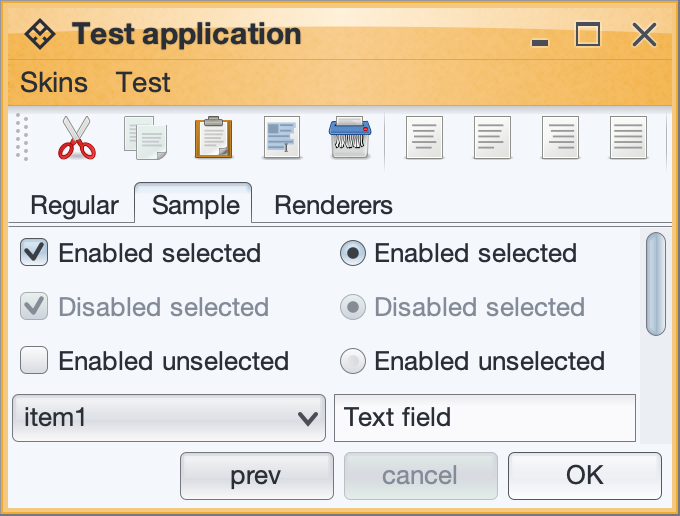 Test application
Skins Test
Regular Sample Renderers
Enabled selected Enabled selected
Disabled selected Disabled selected
Enabled unselected Enabled unselected
item1 Text field
prev cancel OK